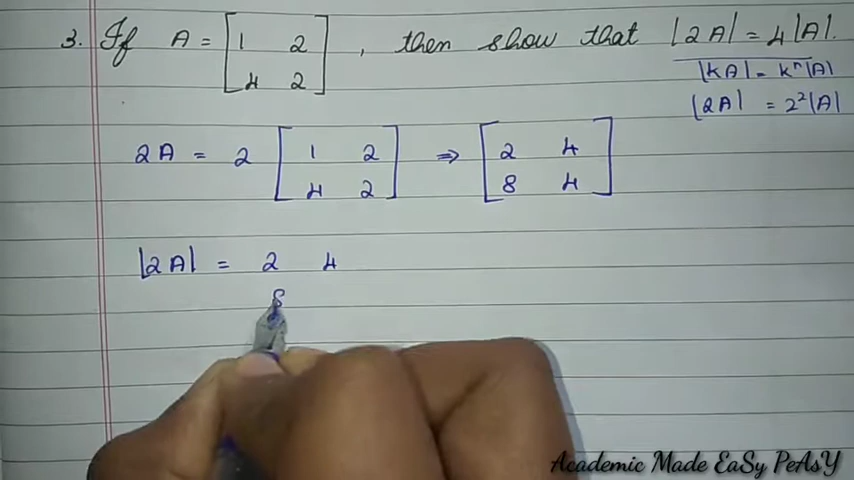 3. If A = [ 1 2 , then show that |2A| = 4|A|.
4 2 ]
|kA| = kⁿ|A|
|2A| = 2²|A|
2A = 2 [ 1 2 ⇒ [ 2 4
4 2 ] 8 4 ]
|2A| = 2 4
8
Academic Made EaSy PeAsY